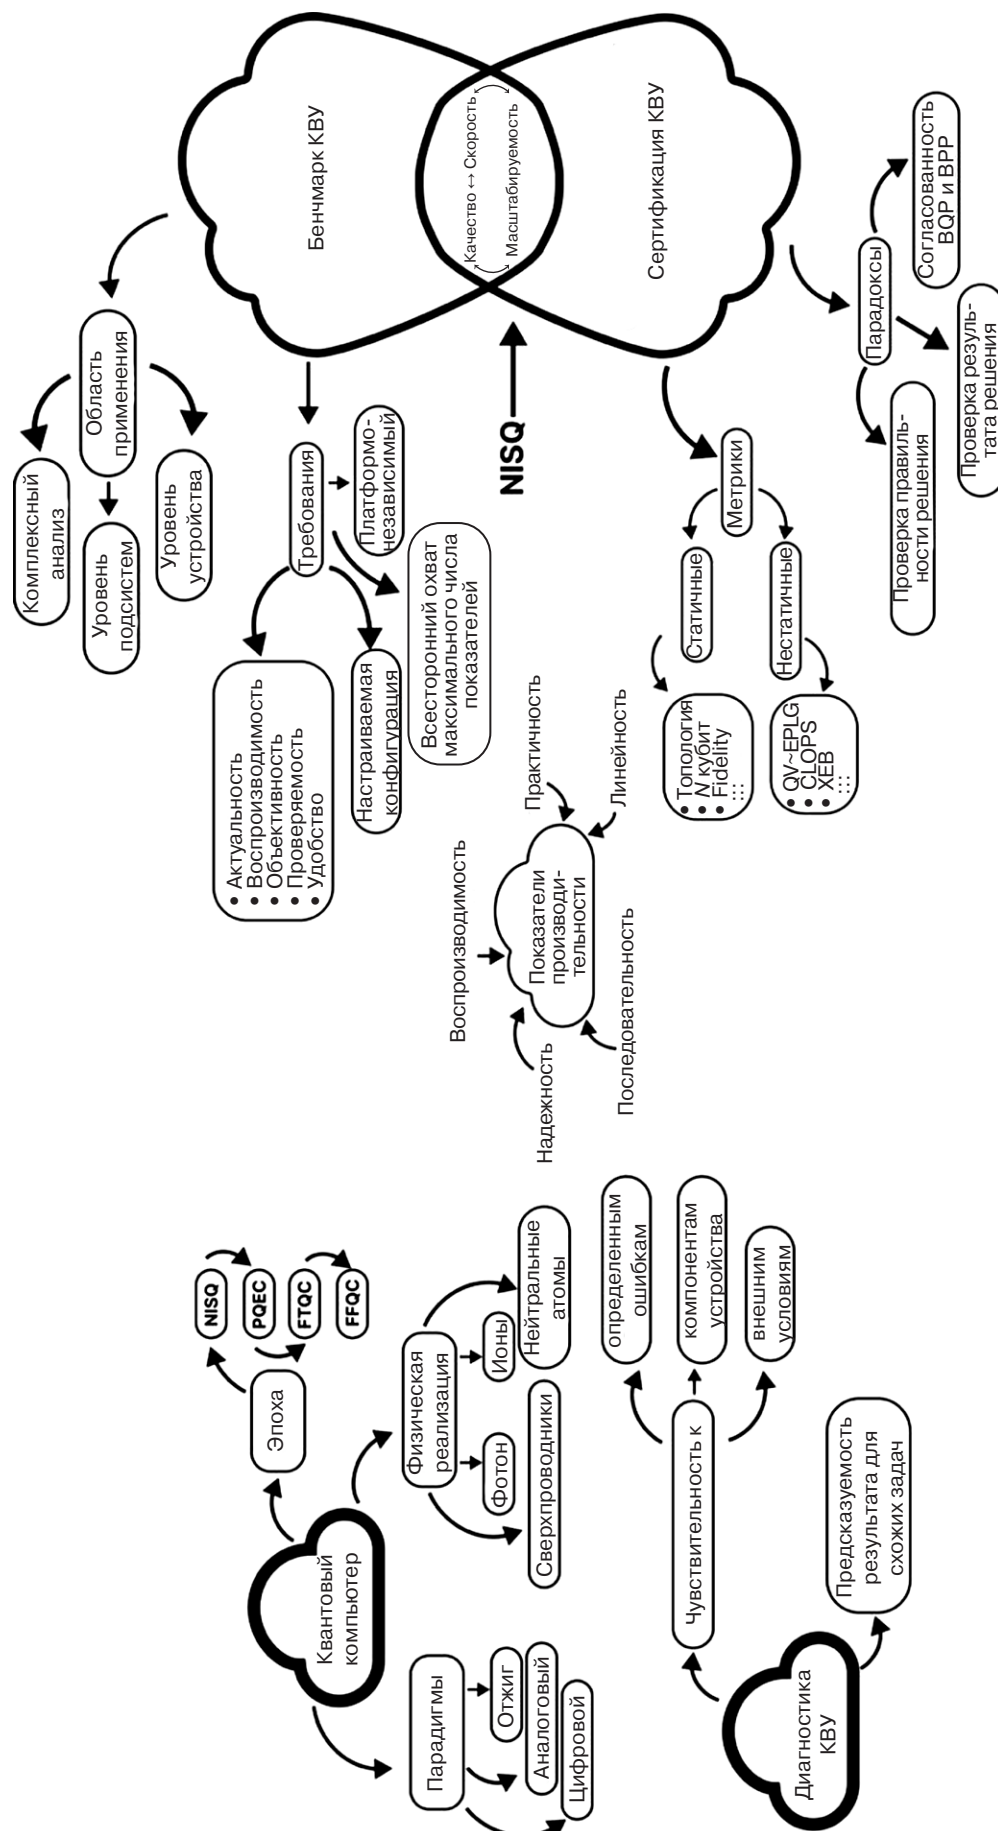 Квантовый
компьютер
Эпоха
NISQ
PQEC
FTQC
FFQC
Парадигмы
Отжиг
Аналоговый
Цифровой
Физическая
реализация
Фотон
Ионы
Сверхпроводники
Нейтральные
атомы
Диагностика
КВУ
Чувствительность к
определенным
ошибкам
компонентам
устройства
внешним
условиям
Предсказуемость
результата для
схожих задач
Показатели
производи-
тельности
Надежность
Воспроизводимость
Практичность
Линейность
Последовательность
Бенчмарк КВУ
Область
применения
Комплексный
анализ
Уровень
подсистем
Уровень
устройства
Требования
• Актуальность
• Воспроизводимость
• Объективность
• Проверяемость
• Удобство
Настраиваемая
конфигурация
Всесторонний охват
максимального числа
показателей
Платформо-
независимый
NISQ
Качество ↔ Скорость
Масштабируемость
Сертификация КВУ
Метрики
Статичные
• Топология
• N кубит
• Fidelity
:::
Нестатичные
• QV~EPLG
• CLOPS
• XEB
:::
Парадоксы
Проверка правиль-
ности решения
Проверка резуль-
тата решения
Согласованность
BQP и BPP